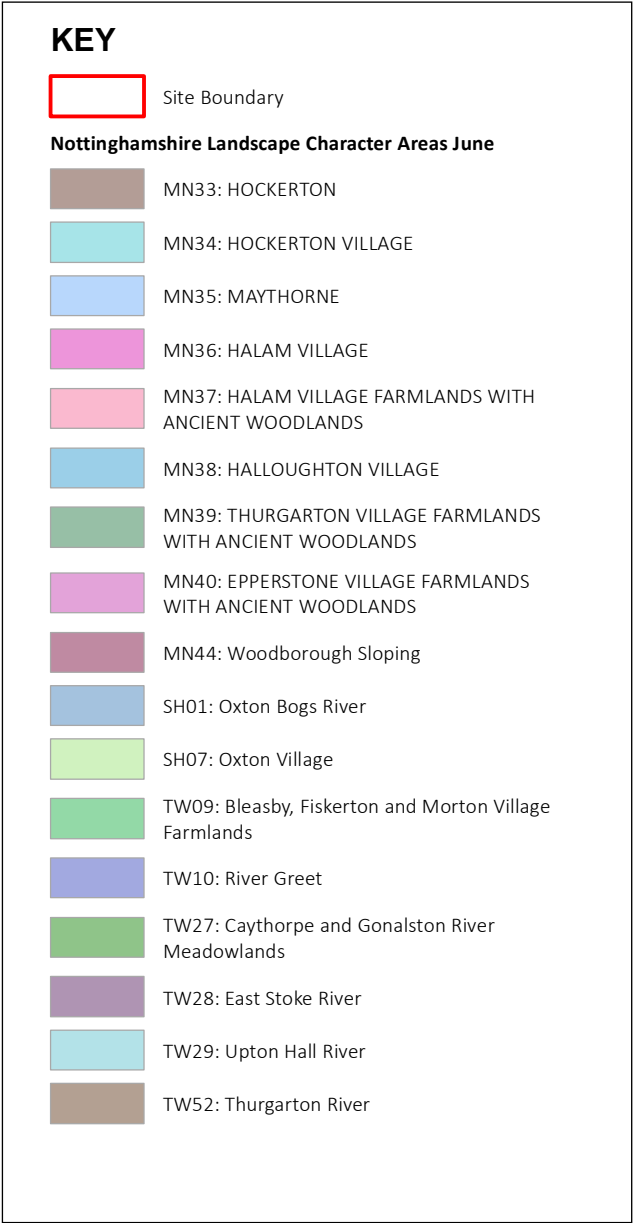 KEY
Site Boundary
Nottinghamshire Landscape Character Areas June
MN33: HOCKERTON
MN34: HOCKERTON VILLAGE
MN35: MAYTHORNE
MN36: HALAM VILLAGE
MN37: HALAM VILLAGE FARMLANDS WITH
ANCIENT WOODLANDS
MN38: HALLOUGHTON VILLAGE
MN39: THURGARTON VILLAGE FARMLANDS
WITH ANCIENT WOODLANDS
MN40: EPPERSTONE VILLAGE FARMLANDS
WITH ANCIENT WOODLANDS
MN44: Woodborough Sloping
SH01: Oxton Bogs River
SH07: Oxton Village
TW09: Bleasby, Fiskerton and Morton Village
Farmlands
TW10: River Greet
TW27: Caythorpe and Gonalston River
Meadowlands
TW28: East Stoke River
TW29: Upton Hall River
TW52: Thurgarton River